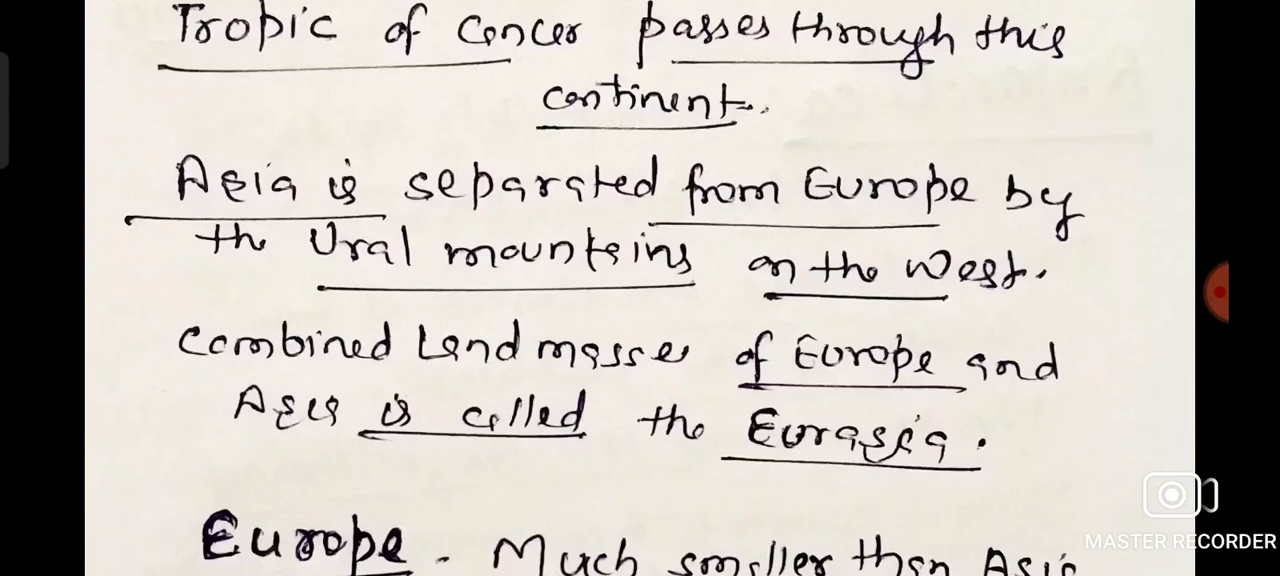 Tropic of Cancer passes through this
continent.
Asia is separated from Europe by
the Ural mountains on the West.
Combined Land masses of Europe and
Asia is called the Eurasia.
Europe - Much smaller than Asia
MASTER RECORDER